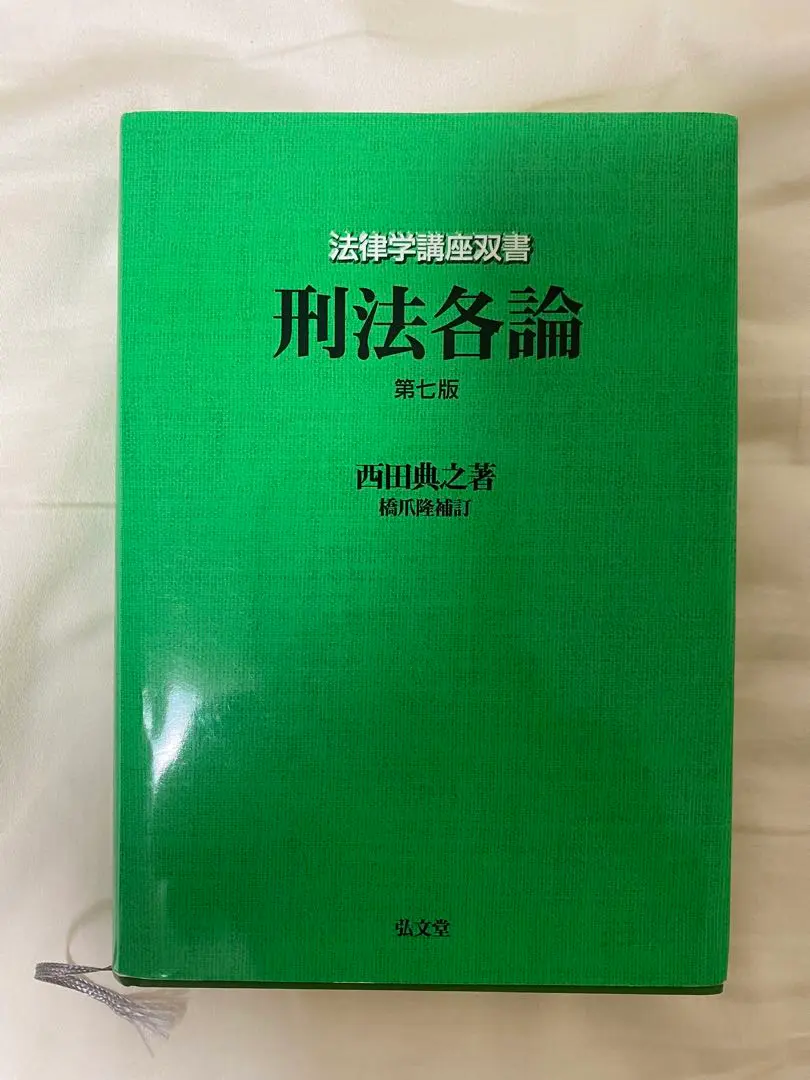 法律学講座双書
刑法各論
第七版
西田典之著
橋爪隆補訂
弘文堂